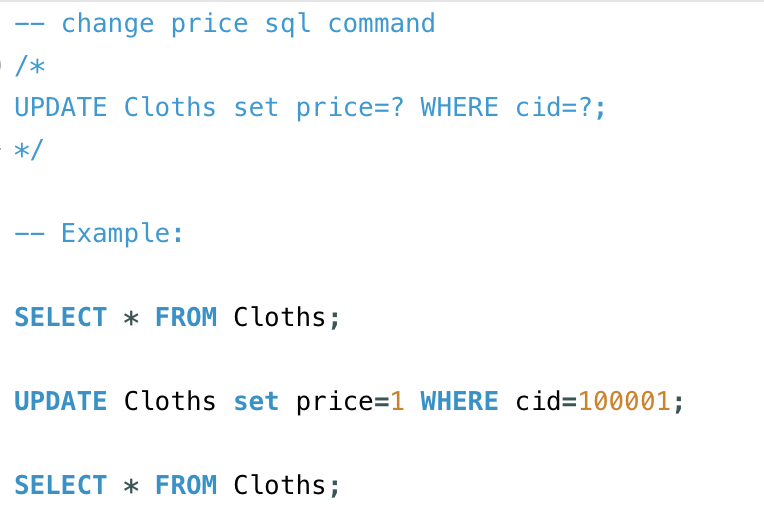 -- change price sql command
/*
UPDATE Cloths set price=? WHERE cid=?;
*/
-- Example:
SELECT * FROM Cloths;
UPDATE Cloths set price=1 WHERE cid=100001;
SELECT * FROM Cloths;